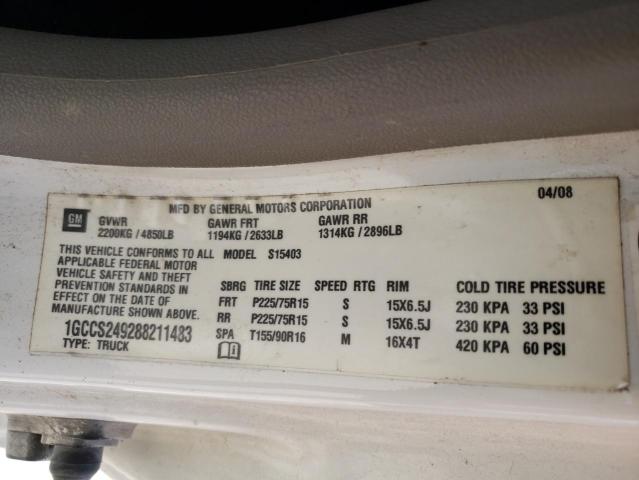 MFD BY GENERAL MOTORS CORPORATION 04/08
GM GVWR GAWR FRT GAWR RR
2200KG / 4850LB 1194KG / 2633LB 1314KG / 2896LB
THIS VEHICLE CONFORMS TO ALL MODEL S15403
APPLICABLE FEDERAL MOTOR
VEHICLE SAFETY AND THEFT
PREVENTION STANDARDS IN
EFFECT ON THE DATE OF
MANUFACTURE SHOWN ABOVE.
1GCCS249288211483
TYPE: TRUCK
SBRG TIRE SIZE SPEED RTG RIM COLD TIRE PRESSURE
FRT P225/75R15 S 15X6.5J 230 KPA 33 PSI
RR P225/75R15 S 15X6.5J 230 KPA 33 PSI
SPA T155/90R16 M 16X4T 420 KPA 60 PSI